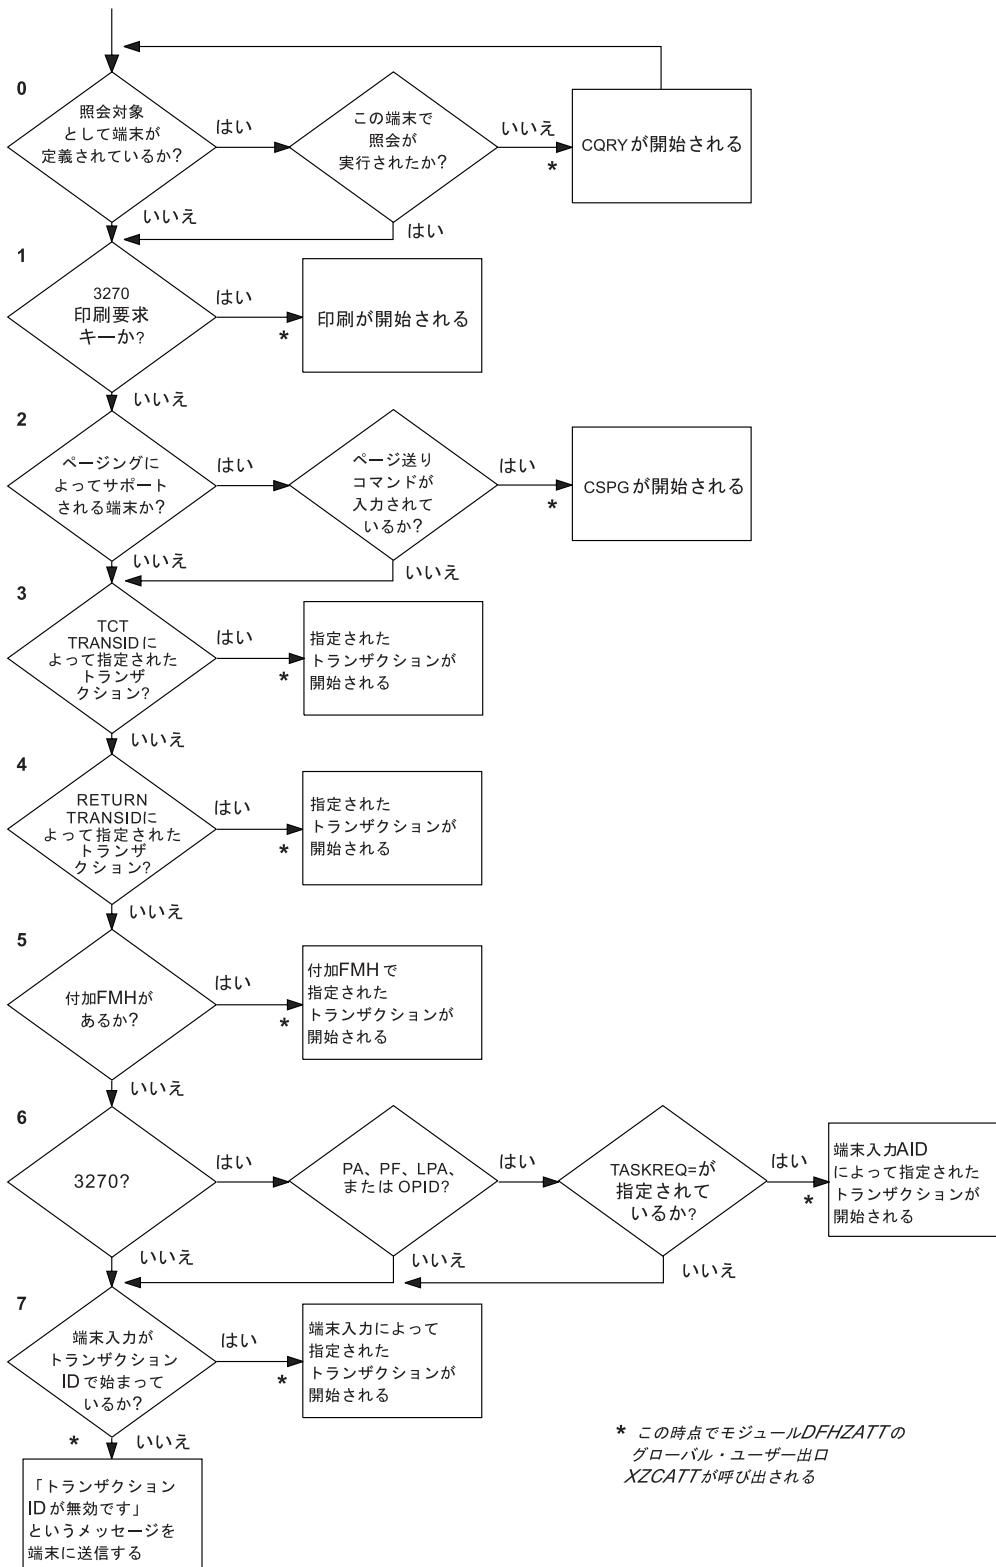 0
照会対象
として端末が
定義されているか?
はい
この端末で
照会が
実行されたか?
いいえ
*
CQRYが開始される
いいえ
はい
1
3270
印刷要求
キーか?
はい
*
印刷が開始される
いいえ
2
ページングに
よってサポート
される端末か?
はい
ページ送り
コマンドが
入力されて
いるか?
はい
*
CSPGが開始される
いいえ
いいえ
3
TCT
TRANSIDに
よって指定された
トランザ
クション?
はい
*
指定された
トランザクションが
開始される
いいえ
4
RETURN
TRANSIDに
よって指定された
トランザ
クション?
はい
*
指定された
トランザクションが
開始される
いいえ
5
付加FMHが
あるか?
はい
*
付加FMHで
指定された
トランザクションが
開始される
いいえ
6
3270?
はい
PA、PF、LPA、
またはOPID?
はい
TASKREQ=が
指定されて
いるか?
はい
*
端末入力AID
によって指定された
トランザクションが
開始される
いいえ
いいえ
いいえ
7
端末入力が
トランザクション
IDで始まって
いるか?
はい
*
端末入力によって
指定された
トランザクションが
開始される
* いいえ
「トランザクション
IDが無効です」
というメッセージを
端末に送信する
* この時点でモジュールDFHZATTの
グローバル・ユーザー出口
XZCATTが呼び出される